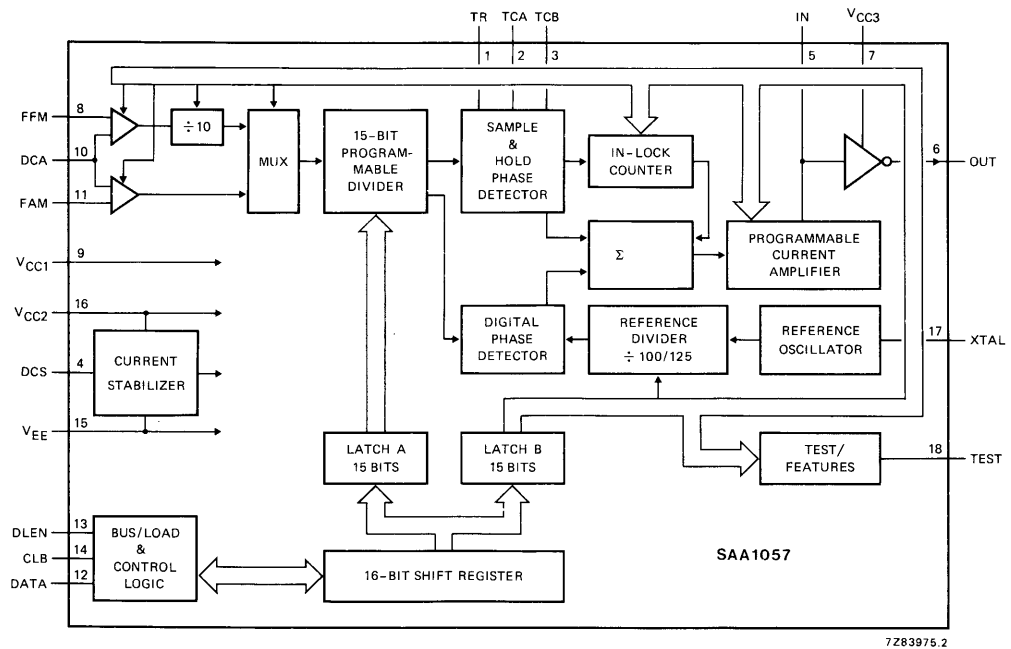 TR TCA TCB IN VCC3
1 2 3 5 7
FFM 8
÷10
DCA 10
FAM 11
MUX
15-BIT
PROGRAM-
MABLE
DIVIDER
SAMPLE
&
HOLD
PHASE
DETECTOR
IN-LOCK
COUNTER
6 OUT
Σ
PROGRAMMABLE
CURRENT
AMPLIFIER
VCC1 9
VCC2 16
DCS 4
CURRENT
STABILIZER
VEE 15
DIGITAL
PHASE
DETECTOR
REFERENCE
DIVIDER
÷ 100/125
REFERENCE
OSCILLATOR
17 XTAL
LATCH A
15 BITS
LATCH B
15 BITS
TEST/
FEATURES
18 TEST
DLEN 13
CLB 14
DATA 12
BUS/LOAD
&
CONTROL
LOGIC
16-BIT SHIFT REGISTER
SAA1057
7Z83975.2